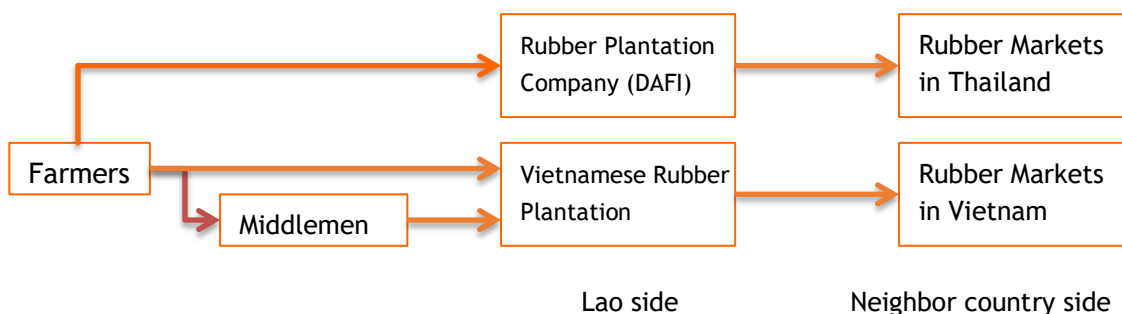 Rubber Plantation
Company (DAFI)
Rubber Markets
in Thailand
Farmers
Middlemen
Vietnamese Rubber
Plantation
Rubber Markets
in Vietnam
Lao side
Neighbor country side